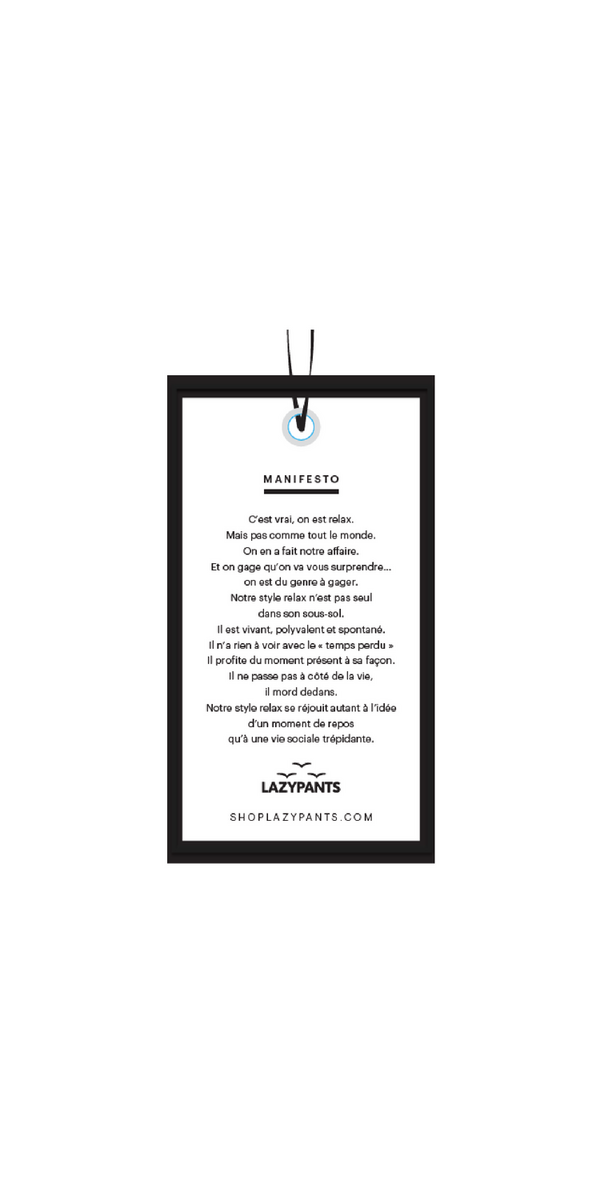 MANIFESTO
C'est vrai, on est relax.
Mais pas comme tout le monde.
On en a fait notre affaire.
Et on gage qu'on va vous surprendre...
on est du genre à gager.
Notre style relax n'est pas seul
dans son sous-sol.
Il est vivant, polyvalent et spontané.
Il n'a rien à voir avec le « temps perdu »
Il profite du moment présent à sa façon.
Il ne passe pas à côté de la vie,
il mord dedans.
Notre style relax se réjouit autant à l'idée
d'un moment de repos
qu'à une vie sociale trépidante.
LAZYPANTS
SHOPLAZYPANTS.COM